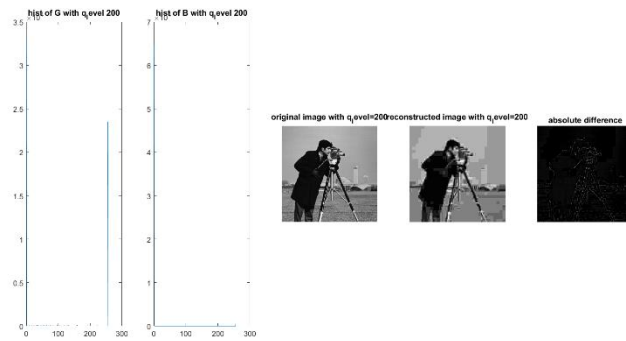 hist of G with q_level 200
hist of B with q_level 200
3.5
3
2.5
2
1.5
1
0.5
0
0 100 200 300
7
6
5
4
3
2
1
0
0 100 200 300
original image with q_level=200
reconstructed image with q_level=200
absolute difference